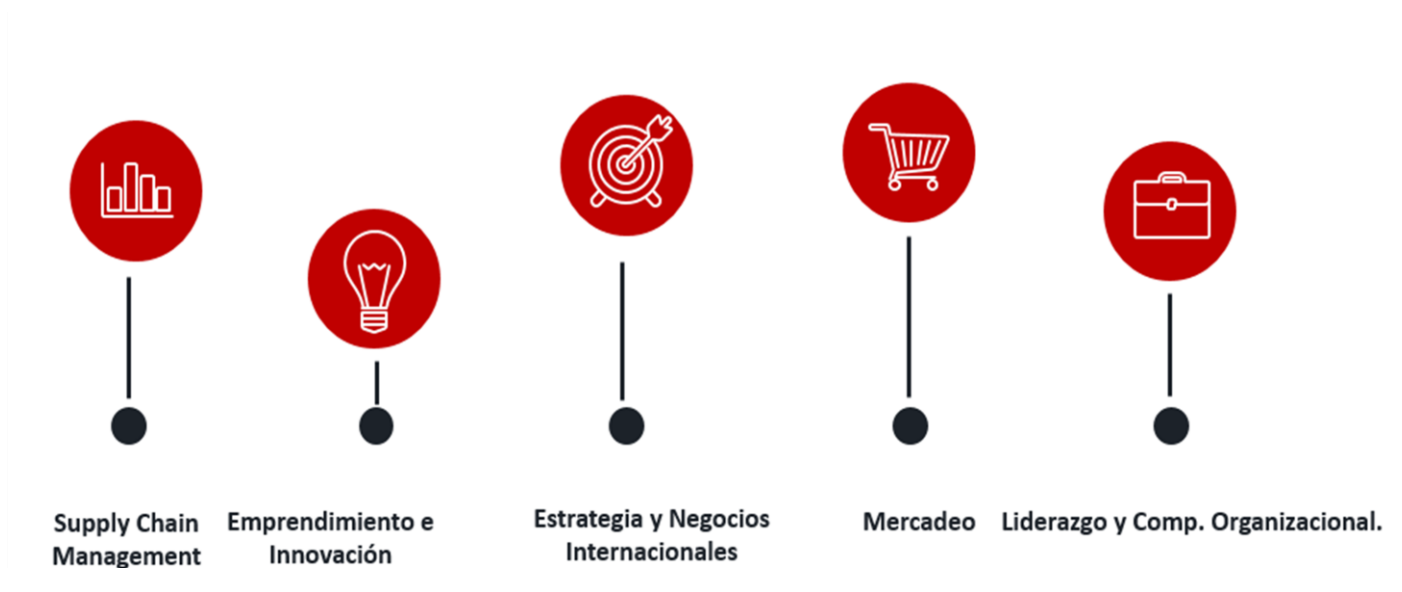 Supply Chain
Management
Emprendimiento e
Innovación
Estrategia y Negocios
Internacionales
Mercadeo
Liderazgo y Comp. Organizacional.